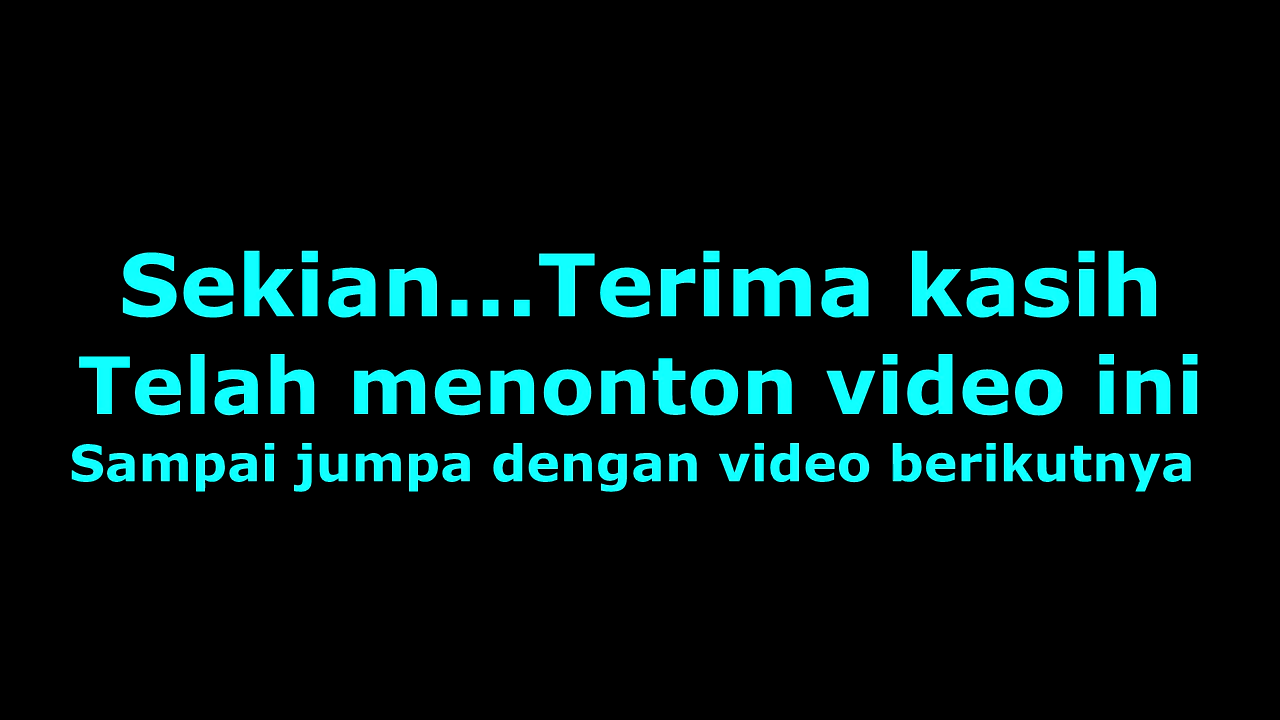 Sekian...Terima kasih
Telah menonton video ini
Sampai jumpa dengan video berikutnya